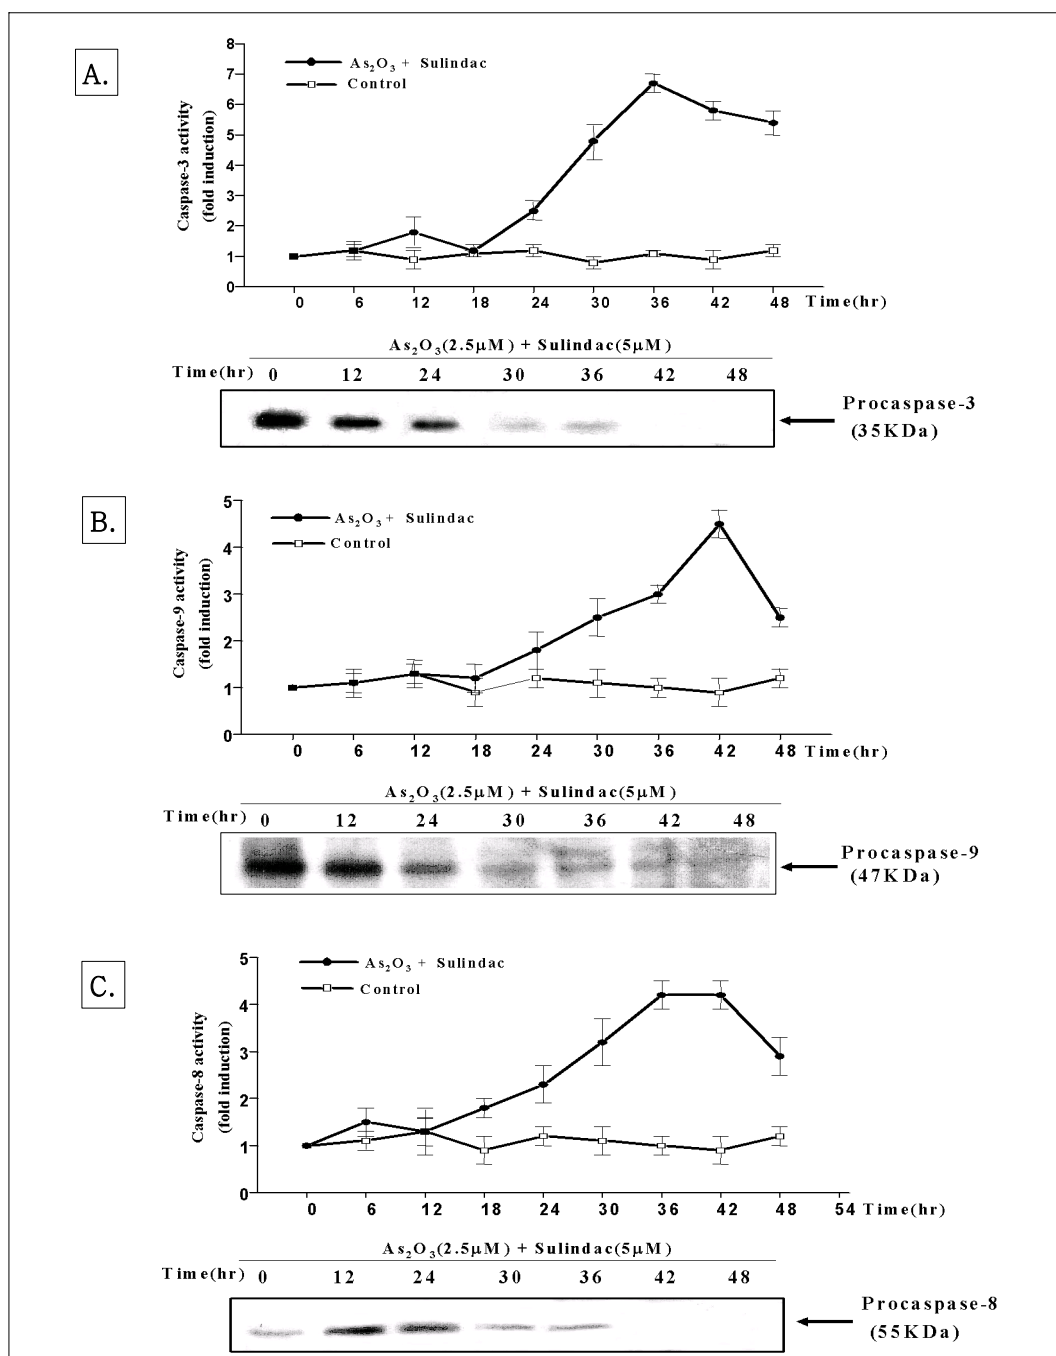 A.
As₂O₃ + Sulindac
Control
Caspase-3 activity
(fold induction)
8
7
6
5
4
3
2
1
0
0 6 12 18 24 30 36 42 48 Time(hr)
As₂O₃(2.5μM) + Sulindac(5μM)
Time(hr) 0 12 24 30 36 42 48
Procaspase-3
(35KDa)
B.
As₂O₃ + Sulindac
Control
Caspase-9 activity
(fold induction)
5
4
3
2
1
0
0 6 12 18 24 30 36 42 48 Time(hr)
As₂O₃(2.5μM) + Sulindac(5μM)
Time(hr) 0 12 24 30 36 42 48
Procaspase-9
(47KDa)
C.
As₂O₃ + Sulindac
Control
Caspase-8 activity
(fold induction)
5
4
3
2
1
0
0 6 12 18 24 30 36 42 48 54 Time(hr)
As₂O₃(2.5μM) + Sulindac(5μM)
Time(hr) 0 12 24 30 36 42 48
Procaspase-8
(55KDa)